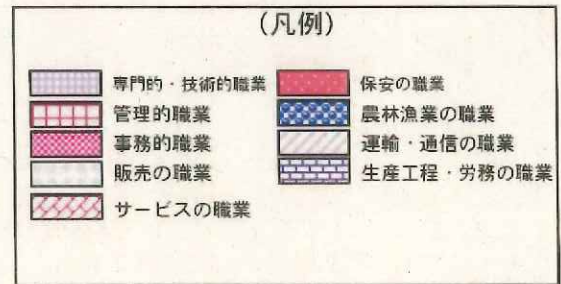 (凡例)
専門的・技術的職業
管理的職業
事務的職業
販売の職業
サービスの職業
保安の職業
農林漁業の職業
運輸・通信の職業
生産工程・労務の職業